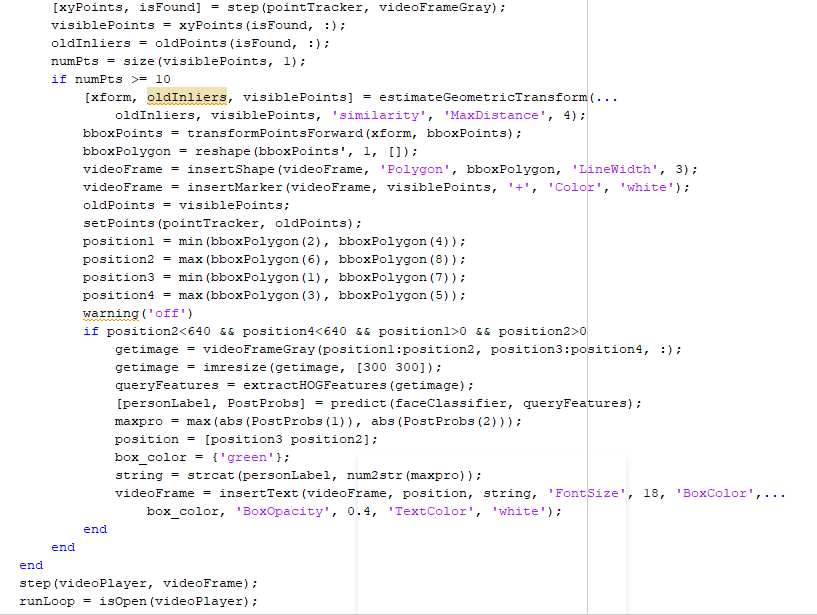 [xyPoints, isFound] = step(pointTracker, videoFrameGray);
visiblePoints = xyPoints(isFound, :);
oldInliers = oldPoints(isFound, :);
numPts = size(visiblePoints, 1);
if numPts >= 10
[xform, oldInliers, visiblePoints] = estimateGeometricTransform(...
oldInliers, visiblePoints, 'similarity', 'MaxDistance', 4);
bboxPoints = transformPointsForward(xform, bboxPoints);
bboxPolygon = reshape(bboxPoints', 1, []);
videoFrame = insertShape(videoFrame, 'Polygon', bboxPolygon, 'LineWidth', 3);
videoFrame = insertMarker(videoFrame, visiblePoints, '+', 'Color', 'white');
oldPoints = visiblePoints;
setPoints(pointTracker, oldPoints);
position1 = min(bboxPolygon(2), bboxPolygon(4));
position2 = max(bboxPolygon(6), bboxPolygon(8));
position3 = min(bboxPolygon(1), bboxPolygon(7));
position4 = max(bboxPolygon(3), bboxPolygon(5));
warning('off')
if position2<640 && position4<640 && position1>0 && position2>0
getimage = videoFrameGray(position1:position2, position3:position4, :);
getimage = imresize(getimage, [300 300]);
queryFeatures = extractHOGFeatures(getimage);
[personLabel, PostProbs] = predict(faceClassifier, queryFeatures);
maxpro = max(abs(PostProbs(1)), abs(PostProbs(2)));
position = [position3 position2];
box_color = {'green'};
string = strcat(personLabel, num2str(maxpro));
videoFrame = insertText(videoFrame, position, string, 'FontSize', 18, 'BoxColor',...
box_color, 'BoxOpacity', 0.4, 'TextColor', 'white');
end
end
end
step(videoPlayer, videoFrame);
runLoop = isOpen(videoPlayer);